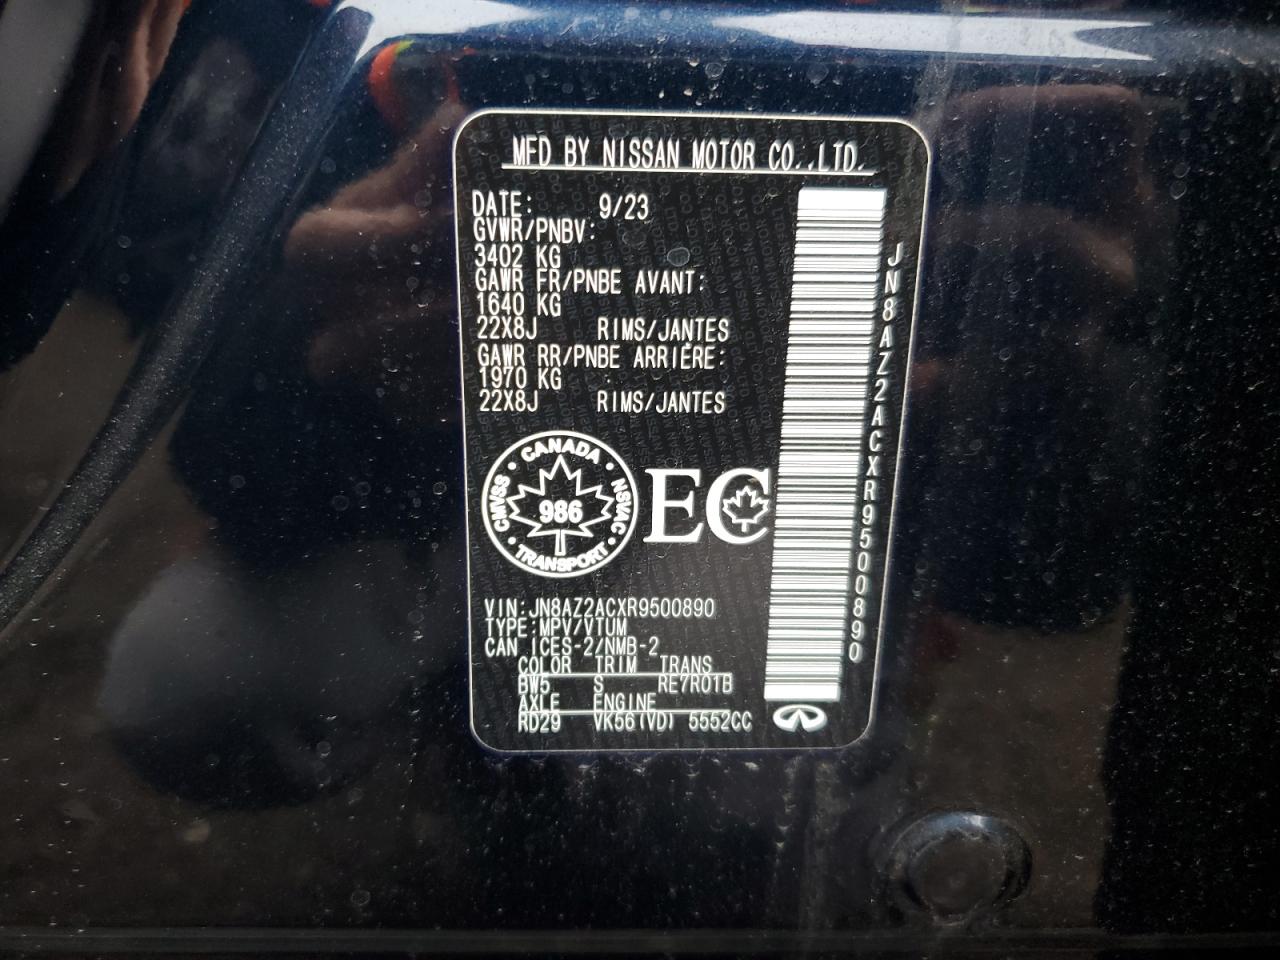 MFD BY NISSAN MOTOR CO.,LTD.
DATE: 9/23
GVWR/PNBV:
3402 KG
GAWR FR/PNBE AVANT:
1640 KG
22X8J RIMS/JANTES
GAWR RR/PNBE ARRIÈRE:
1970 KG
22X8J RIMS/JANTES
CANADA
CMVSS 986 NSVAC
TRANSPORT
EC
VIN:JN8AZ2ACXR9500890
TYPE:MPV/VTUM
CAN ICES-2/NMB-2
COLOR TRIM TRANS
BW5 S RE7R01B
AXLE ENGINE
RD29 VK56(VD) 5552CC
JN8AZ2ACXR9500890